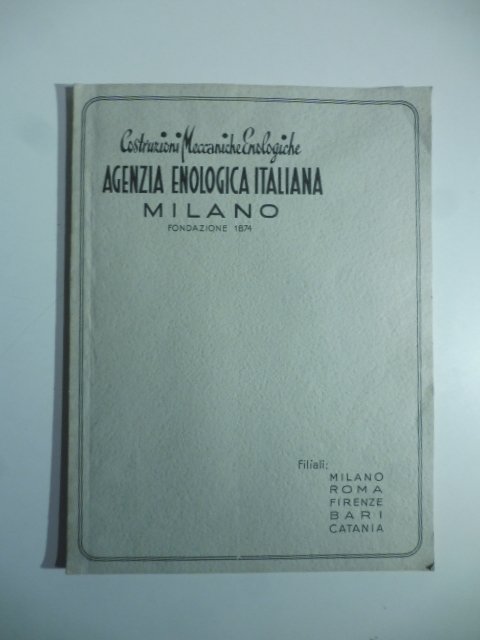 Costruzioni Meccaniche Enologiche
AGENZIA ENOLOGICA ITALIANA
MILANO
FONDAZIONE 1874
Filiali:
MILANO
ROMA
FIRENZE
BARI
CATANIA